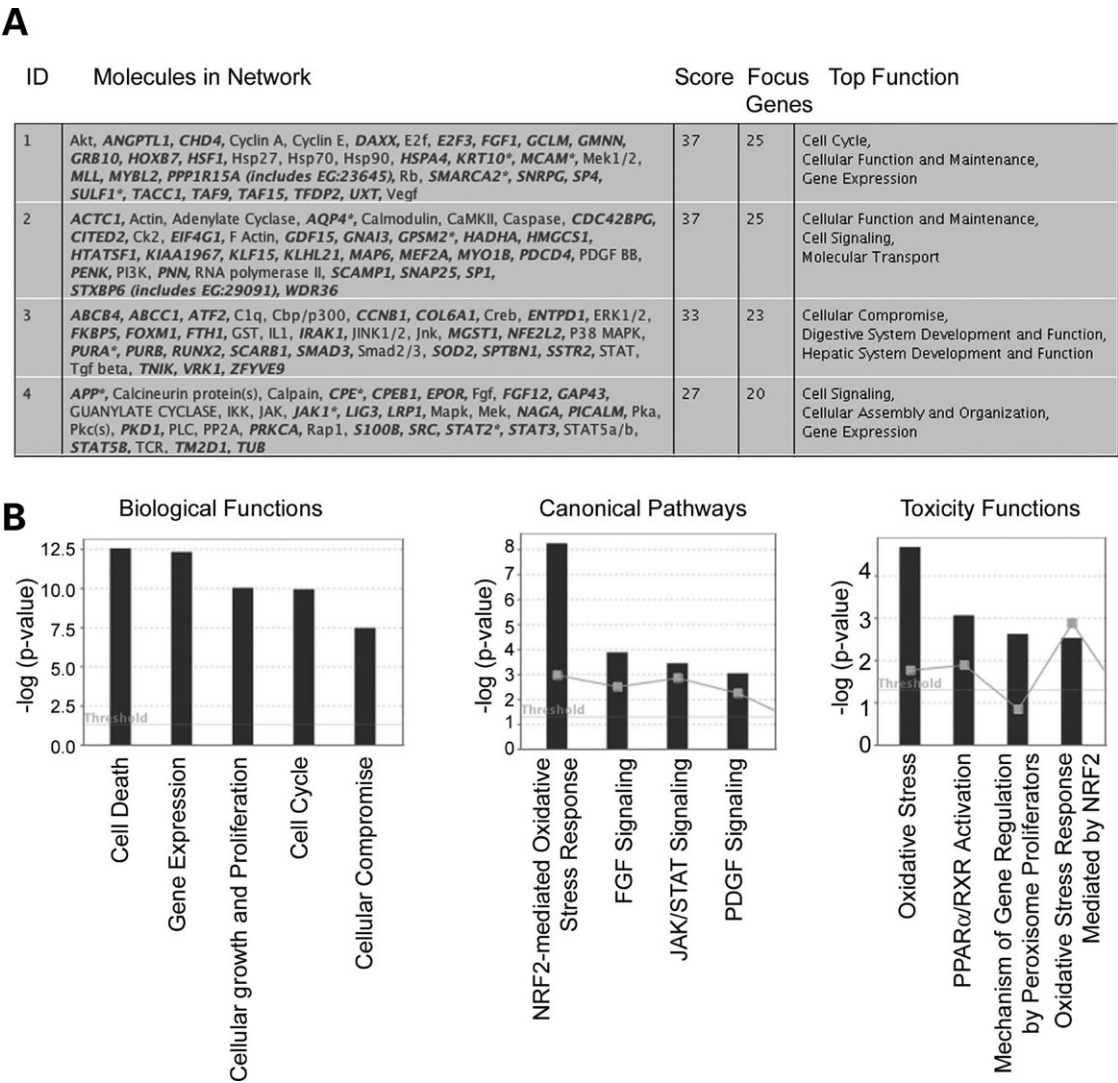 A
ID Molecules in Network Score Focus Genes Top Function
1 Akt, ANGPTL1, CHD4, Cyclin A, Cyclin E, DAXX, E2f, E2F3, FGF1, GCLM, GMNN, 37 25 Cell Cycle,
GRB10, HOXB7, HSF1, Hsp27, Hsp70, Hsp90, HSPA4, KRT10*, MCAM*, Mek1/2, Cellular Function and Maintenance,
MLL, MYBL2, PPP1R15A (includes EG:23645), Rb, SMARCA2*, SNRPG, SP4, Gene Expression
SULF1*, TACC1, TAF9, TAF15, TFDP2, UXT, Vegf
2 ACTC1, Actin, Adenylate Cyclase, AQP4*, Calmodulin, CaMKII, Caspase, CDC42BPG, 37 25 Cellular Function and Maintenance,
CITED2, Ck2, EIF4G1, F Actin, GDF15, GNAI3, GPSM2*, HADHA, HMGCS1, Cell Signaling,
HTATSF1, KIAA1967, KLF15, KLHL21, MAP6, MEF2A, MYO1B, PDCD4, PDGF BB, Molecular Transport
PENK, PI3K, PNN, RNA polymerase II, SCAMP1, SNAP25, SP1,
STXBP6 (includes EG:29091), WDR36
3 ABCB4, ABCC1, ATF2, C1q, Cbp/p300, CCNB1, COL6A1, Creb, ENTPD1, ERK1/2, 33 23 Cellular Compromise,
FKBP5, FOXM1, FTH1, GST, IL1, IRAK1, JINK1/2, Jnk, MGST1, NFE2L2, P38 MAPK, Digestive System Development and Function,
PURA*, PURB, RUNX2, SCARB1, SMAD3, Smad2/3, SOD2, SPTBN1, SSTR2, STAT, Hepatic System Development and Function
Tgf beta, TNIK, VRK1, ZFYVE9
4 APP*, Calcineurin protein(s), Calpain, CPE*, CPEB1, EPOR, Fgf, FGF12, GAP43, 27 20 Cell Signaling,
GUANYLATE CYCLASE, IKK, JAK, JAK1*, LIG3, LRP1, Mapk, Mek, NAGA, PICALM, Pka, Cellular Assembly and Organization,
Pkc(s), PKD1, PLC, PP2A, PRKCA, Rap1, S100B, SRC, STAT2*, STAT3, STAT5a/b, Gene Expression
STAT5B, TCR, TM2D1, TUB
B
Biological Functions
-log (p-value)
12.5
10.0
7.5
5.0
2.5
0.0
Threshold
Cell Death
Gene Expression
Cellular growth and Proliferation
Cell Cycle
Cellular Compromise
Canonical Pathways
-log (p-value)
8
7
6
5
4
3
2
1
0
Threshold
NRF2-mediated Oxidative
Stress Response
FGF Signaling
JAK/STAT Signaling
PDGF Signaling
Toxicity Functions
-log (p-value)
4
3
2
1
0
Threshold
Oxidative Stress
PPARα/RXR Activation
Mechanism of Gene Regulation
by Peroxisome Proliferators
Oxidative Stress Response
Mediated by NRF2